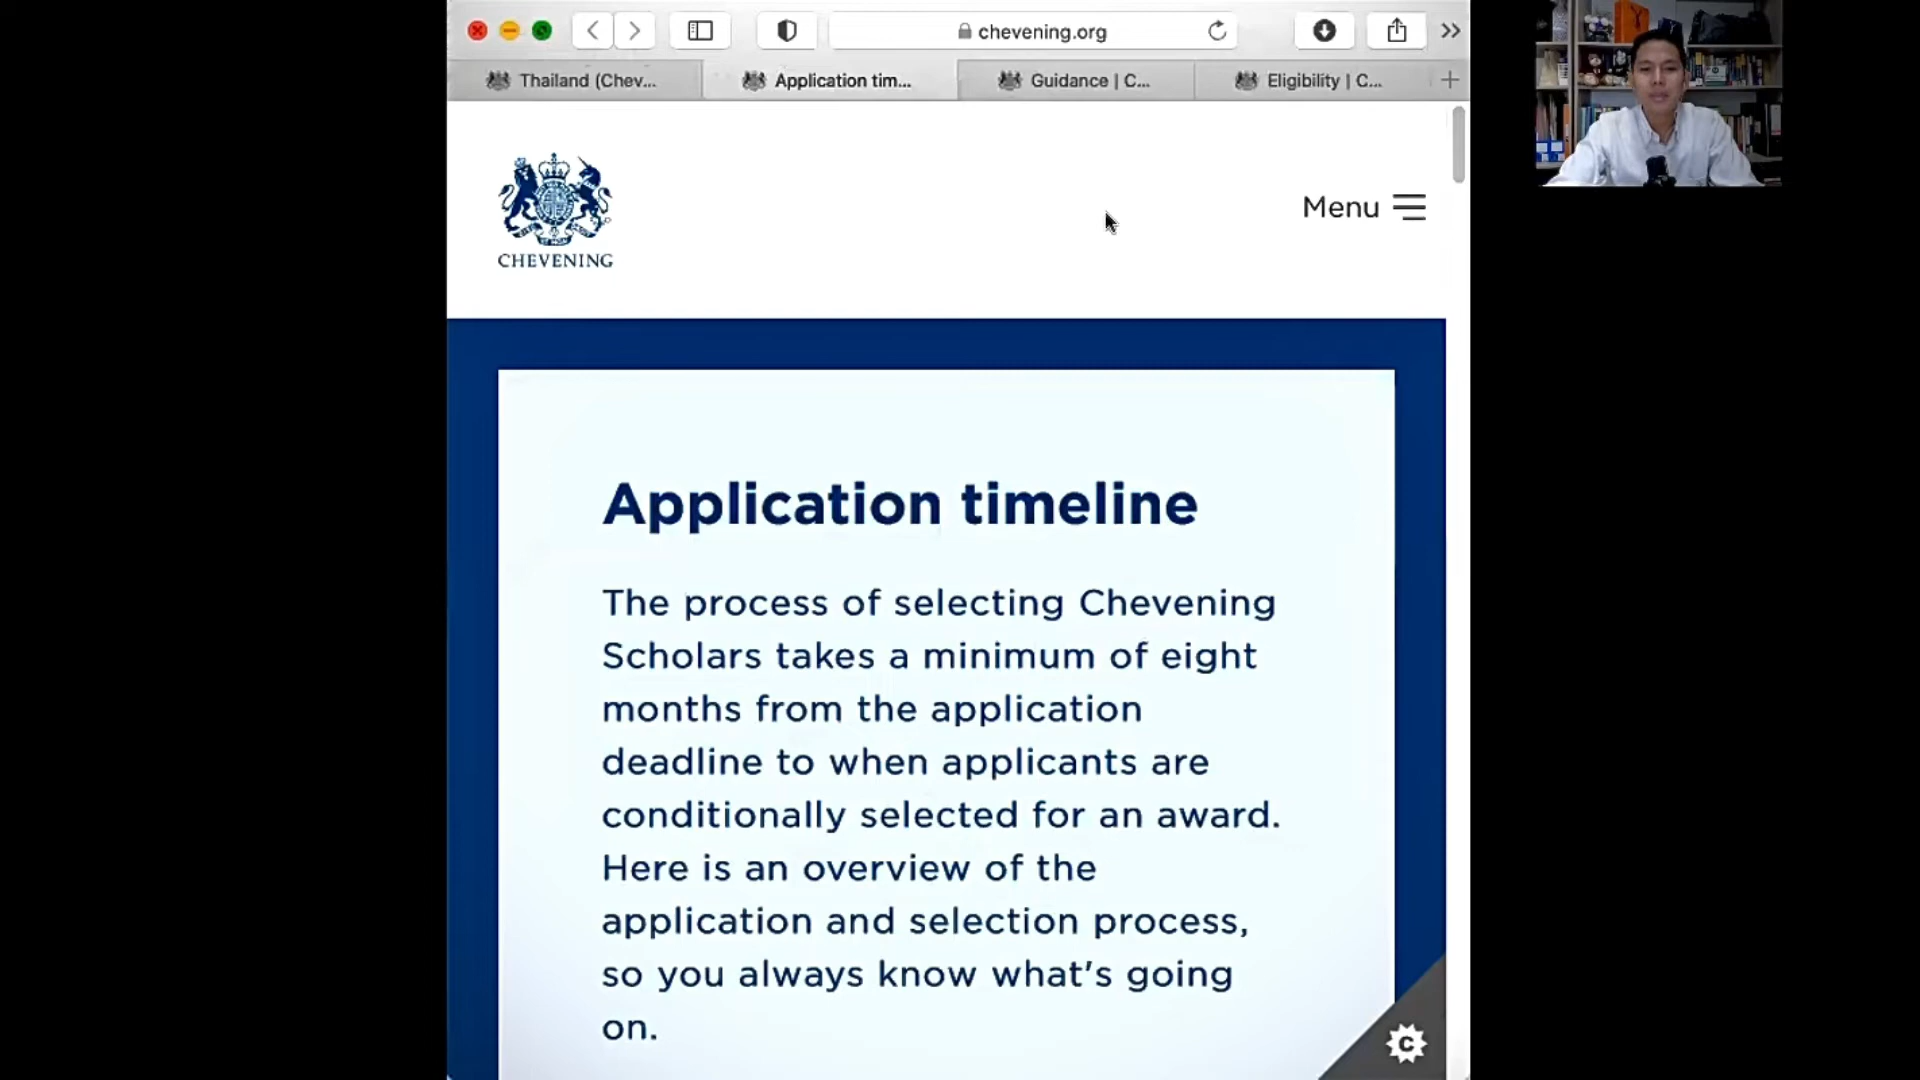 chevening.org
Thailand (Chev...
Application tim...
Guidance | C...
Eligibility | C...
CHEVENING
Menu
Application timeline
The process of selecting Chevening
Scholars takes a minimum of eight
months from the application
deadline to when applicants are
conditionally selected for an award.
Here is an overview of the
application and selection process,
so you always know what's going
on.
C